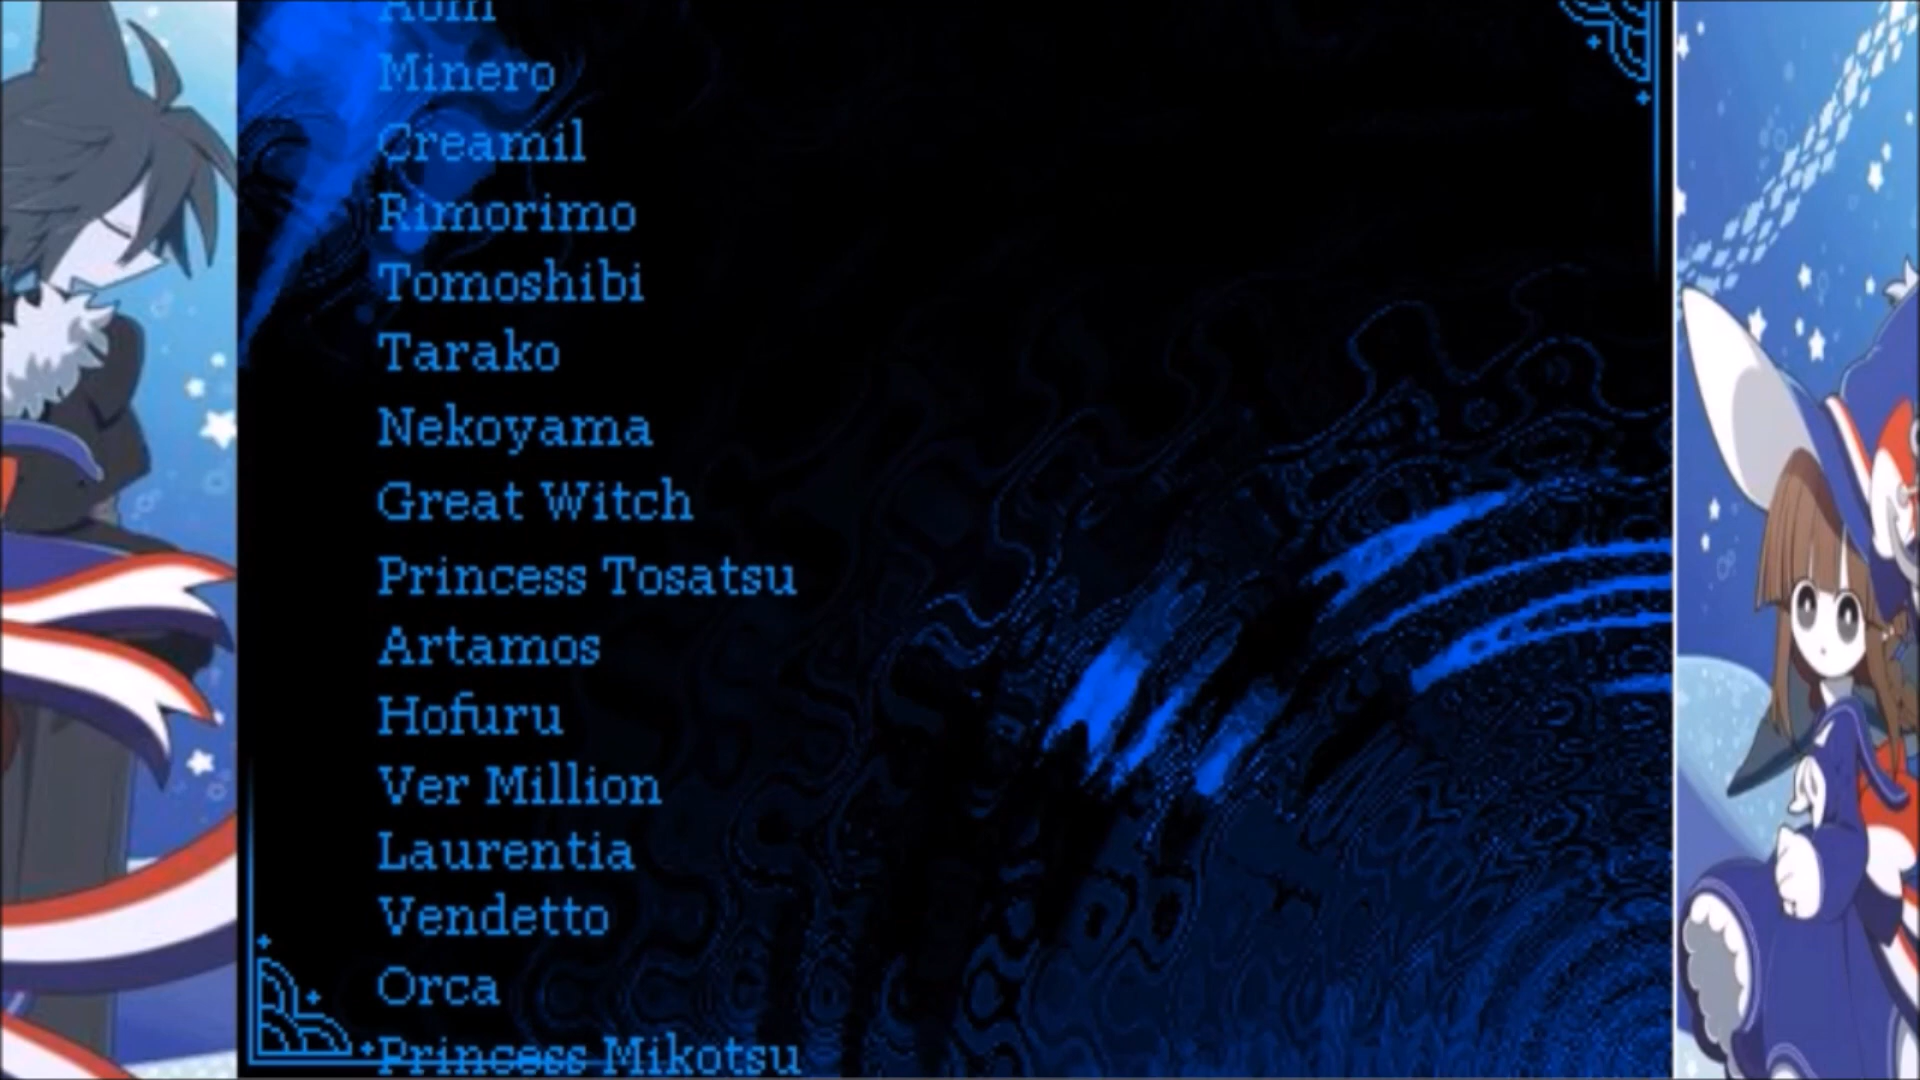 Minero
Creamil
Rimorimo
Tomoshibi
Tarako
Nekoyama
Great Witch
Princess Tosatsu
Artamos
Hofuru
Ver Million
Laurentia
Vendetto
Orca
Princess Mikotsu